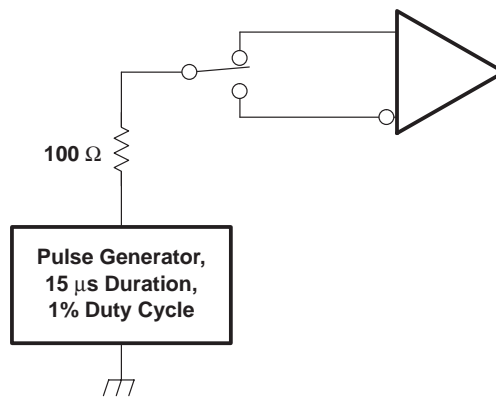 100 Ω
Pulse Generator,
15 μs Duration,
1% Duty Cycle